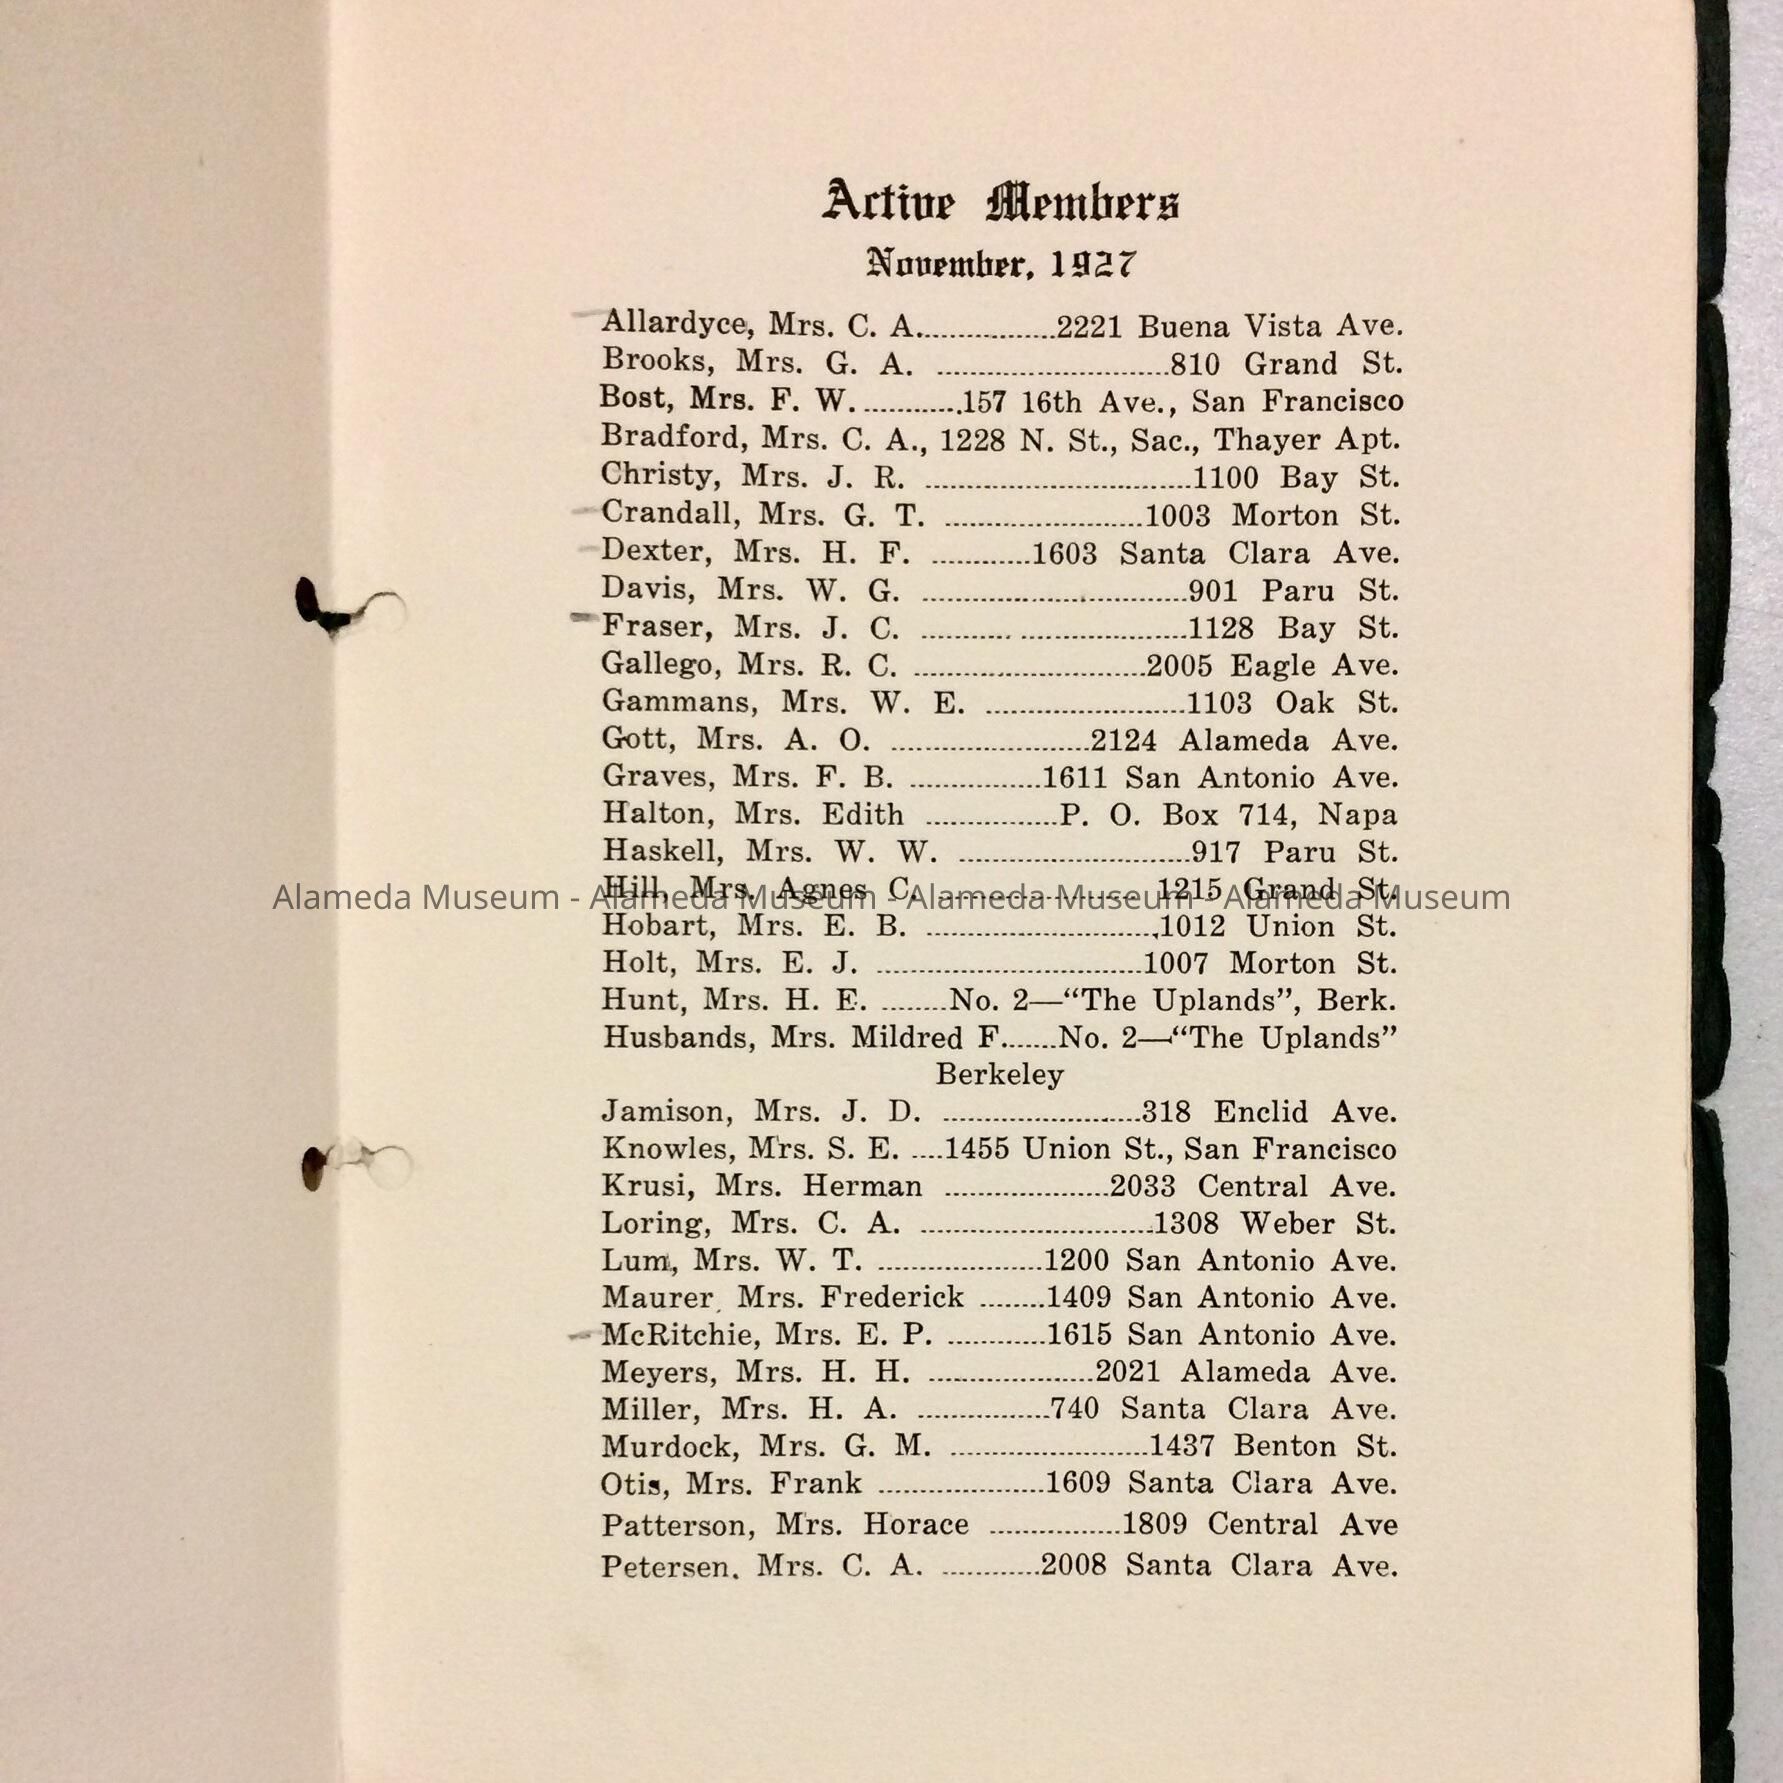 Active Members
November, 1927
Allardyce, Mrs. C. A................2221 Buena Vista Ave.
Brooks, Mrs. G. A. ............................810 Grand St.
Bost, Mrs. F. W.............157 16th Ave., San Francisco
Bradford, Mrs. C. A., 1228 N. St., Sac., Thayer Apt.
Christy, Mrs. J. R. ................................1100 Bay St.
Crandall, Mrs. G. T. ........................1003 Morton St.
Dexter, Mrs. H. F. ............1603 Santa Clara Ave.
Davis, Mrs. W. G. ................................901 Paru St.
Fraser, Mrs. J. C. ................................1128 Bay St.
Gallego, Mrs. R. C. ............................2005 Eagle Ave.
Gammans, Mrs. W. E. ........................1103 Oak St.
Gott, Mrs. A. O. ........................2124 Alameda Ave.
Graves, Mrs. F. B. ................1611 San Antonio Ave.
Halton, Mrs. Edith ................P. O. Box 714, Napa
Haskell, Mrs. W. W. ............................917 Paru St.
Hill, Mrs. Agnes C. ..........................1215 Grand St.
Alameda Museum - Alameda Museum - Alameda Museum - Alameda Museum
Hobart, Mrs. E. B. ............................1012 Union St.
Holt, Mrs. E. J. ................................1007 Morton St.
Hunt, Mrs. H. E. ........No. 2—“The Uplands”, Berk.
Husbands, Mrs. Mildred F.......No. 2—“The Uplands”
Berkeley
Jamison, Mrs. J. D. ........................318 Enclid Ave.
Knowles, Mrs. S. E. ....1455 Union St., San Francisco
Krusi, Mrs. Herman ....................2033 Central Ave.
Loring, Mrs. C. A. ............................1308 Weber St.
Lum, Mrs. W. T. ....................1200 San Antonio Ave.
Maurer, Mrs. Frederick ........1409 San Antonio Ave.
McRitchie, Mrs. E. P. ............1615 San Antonio Ave.
Meyers, Mrs. H. H. ....................2021 Alameda Ave.
Miller, Mrs. H. A. ................740 Santa Clara Ave.
Murdock, Mrs. G. M. ........................1437 Benton St.
Otis, Mrs. Frank ....................1609 Santa Clara Ave.
Patterson, Mrs. Horace ................1809 Central Ave
Petersen, Mrs. C. A. ............2008 Santa Clara Ave.